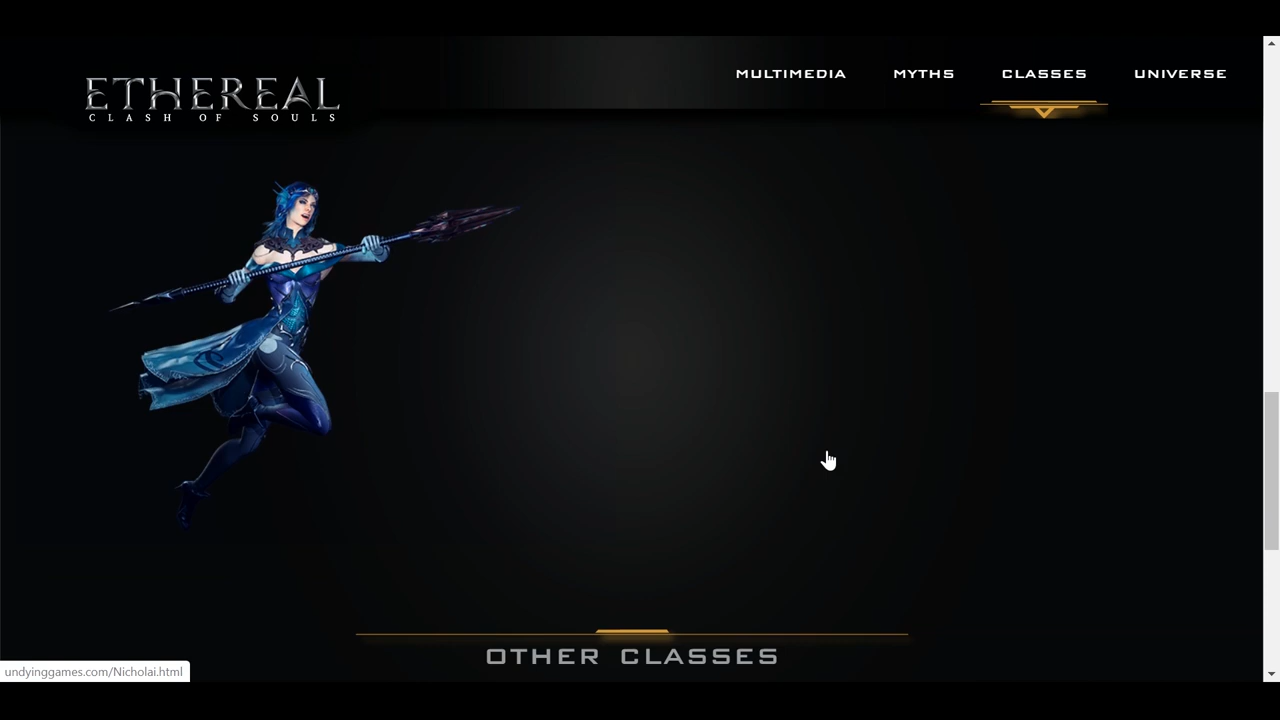 MULTIMEDIA MYTHS CLASSES UNIVERSE
ETHEREAL
CLASH OF SOULS
OTHER CLASSES
undyinggames.com/Nicholai.html